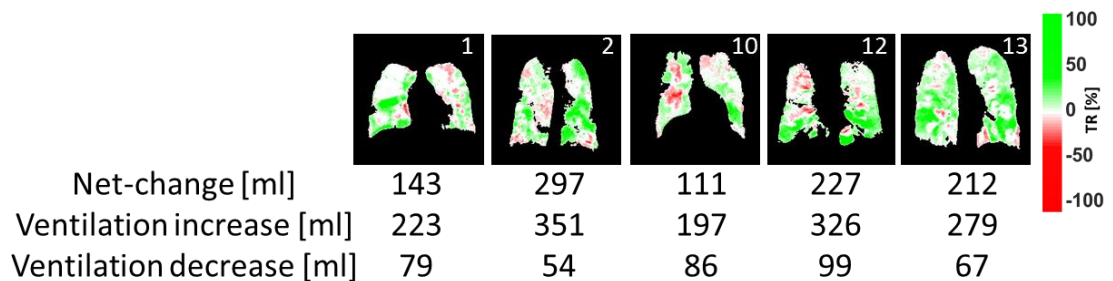 1 2 10 12 13
100
50
0
-50
-100
TR [%]
Net-change [ml] 143 297 111 227 212
Ventilation increase [ml] 223 351 197 326 279
Ventilation decrease [ml] 79 54 86 99 67